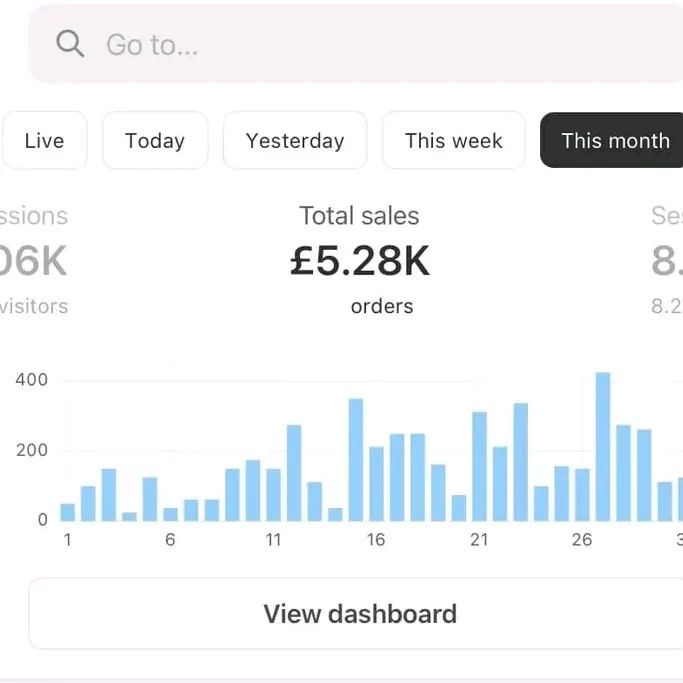 Go to...
Live Today Yesterday This week This month
ssions Total sales Ses
06K £5.28K 8.
visitors orders 8.2
400
200
0
1 6 11 16 21 26 3
View dashboard